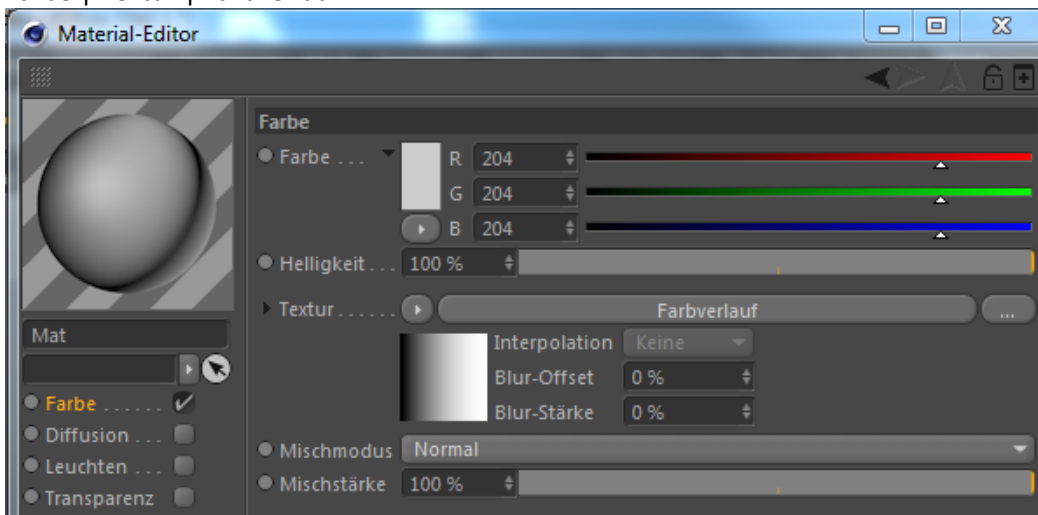 Material-Editor
Farbe
Farbe . . . R 204
G 204
B 204
Helligkeit . . . 100 %
Textur . . . . . . Farbverlauf ...
Interpolation Keine
Blur-Offset 0 %
Blur-Stärke 0 %
Mischmodus Normal
Mischstärke 100 %
Mat
Farbe . . . . . .
Diffusion . . .
Leuchten . . .
Transparenz